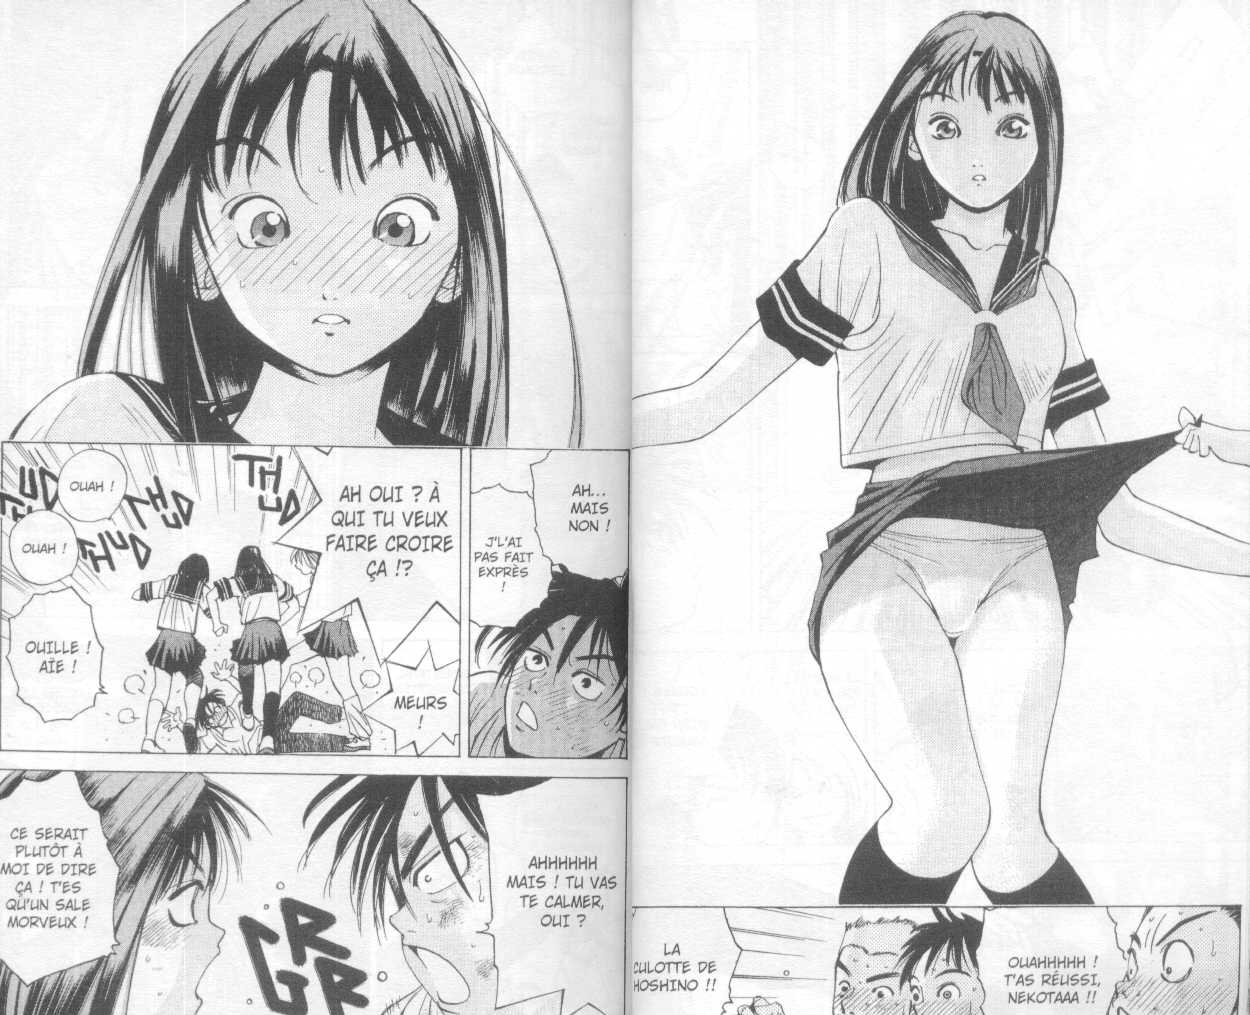 OUAHHHHH !
T'AS RÉUSSI,
NEKOTAAA !!
LA
CULOTTE DE
HOSHINO !!
AH...
MAIS
NON !
J'L'AI
PAS FAIT
EXPRÈS
!
AH OUI ? À
QUI TU VEUX
FAIRE CROIRE
ÇA !?
MEURS
!
THUD
THUD
THUD
THUD
OUAH !
OUAH !
OUILLE !
AÏE !
AHHHHHH
MAIS ! TU VAS
TE CALMER,
OUI ?
GRGR
CE SERAIT
PLUTÔT À
MOI DE DIRE
ÇA ! T'ES
QU'UN SALE
MORVEUX !